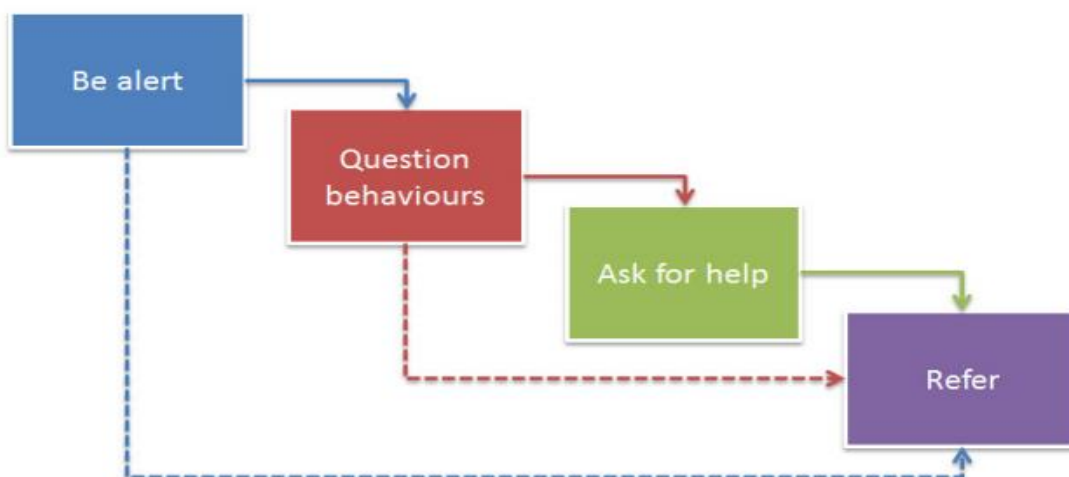 Be alert
Question
behaviours
Ask for help
Refer